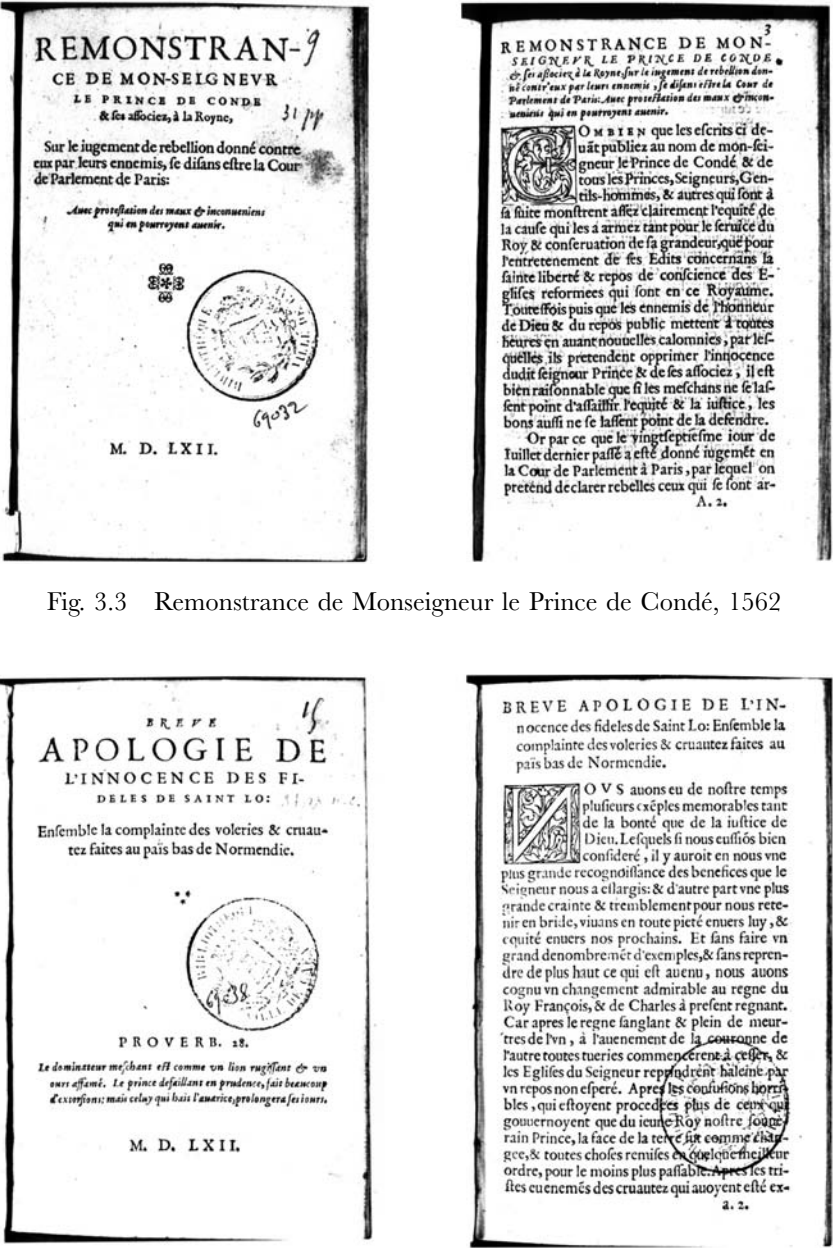 REMONSTRAN-
CE DE MON-SEIGNEVR
LE PRINCE DE CONDE
& ſes aſſociez, à la Royne,
Sur le iugement de rebellion donné contre
eux par leurs ennemis, ſe diſans eſtre la Cour
de Parlement de Paris:
Auec proteſtation des maux & inconueniens
qui en pourroyent auenir.
9
31 pp
BIBLIOTHEQUE
69032
M. D. LXII.
3
REMONSTRANCE DE MON-
SEIGNEVR LE PRINCE DE CONDE,
& ſes aſſociez à la Royne, ſur le iugement de rebellion don-
né contr'eux par leurs ennemis, ſe diſans eſtre la Cour de
Parlement de Paris: Auec proteſtation des maux & incon-
ueniens qui en pourroyent auenir.
COMBIEN que les eſcrits ci de-
uāt publiez au nom de mon-ſei-
gneur le Prince de Condé & de
tous les Princes, Seigneurs, Gen-
tils-hommes, & autres qui ſont à
ſa ſuite monſtrent aſſez clairement l'equité de
la cauſe qui les a armez tant pour le ſeruice du
Roy & conſeruation de ſa grandeur, que pour
l'entretenement de ſes Edits concernans la
ſainte liberté & repos de conſcience des E-
gliſes reformees qui ſont en ce Royaume.
Touteſfois puis que les ennemis de l'honneur
de Dieu & du repos public mettent à toutes
heures en auant nouuelles calomnies, par leſ-
quelles ils pretendent opprimer l'innocence
dudit ſeigneur Prince & de ſes aſſociez, il eſt
bien raiſonnable que ſi les meſchans ne ſe laſ-
ſent point d'aſſaillir l'equité & la iuſtice, les
bons auſſi ne ſe laſſent point de la defendre.
Or par ce que le vingtſeptieſme iour de
Iuillet dernier paſſé a eſté donné iugemēt en
la Cour de Parlement à Paris, par lequel on
pretend declarer rebelles ceux qui ſe ſont ar-
A. 2.
Fig. 3.3 Remonstrance de Monseigneur le Prince de Condé, 1562
15
BREVE
APOLOGIE DE
L'INNOCENCE DES FI-
DELES DE SAINT LO:
Enſemble la complainte des voleries & cruau-
tez faites au païs bas de Normendie.
69038
PROVERB. 28.
Le dominateur meſchant eſt comme vn lion rugiſſant & vn
ours affamé. Le prince defaillant en prudence, fait beaucoup
d'extorſions: mais celuy qui hait l'auarice, prolongera ſes iours.
M. D. LXII.
BREVE APOLOGIE DE L'IN-
nocence des fideles de Saint Lo: Enſemble la
complainte des voleries & cruautez faites au
païs bas de Normendie.
NOVS auons eu de noſtre temps
pluſieurs exēples memorables tant
de la bonté que de la iuſtice de
Dieu. Leſquels ſi nous euſſiōs bien
conſideré, il y auroit en nous vne
plus grande recognoiſſance des benefices que le
Seigneur nous a eſlargis: & d'autre part vne plus
grande crainte & tremblement pour nous rete-
nir en bride, viuans en toute pieté enuers luy, &
equité enuers nos prochains. Et ſans faire vn
grand denombremēt d'exemples, & ſans repren-
dre de plus haut ce qui eſt auenu, nous auons
cognu vn changement admirable au regne du
Roy François, & de Charles à preſent regnant.
Car apres le regne ſanglant & plein de meur-
tres de l'vn, à l'auenement de la couronne de
l'autre toutes tueries commencerent à ceſſer, &
les Egliſes du Seigneur reprindrent haleine par
vn repos non eſperé. Apres les confuſions horri-
bles, qui eſtoyent procedees plus de ceux qui
gouuernoyent que du ieune Roy noſtre ſouue-
rain Prince, la face de la terre fut comme chan-
gee, & toutes choſes remiſes en quelque meilleur
ordre, pour le moins plus paſſable. Apres les tri-
ſtes euenemēs des cruautez qui auoyent eſté ex-
a. 2.